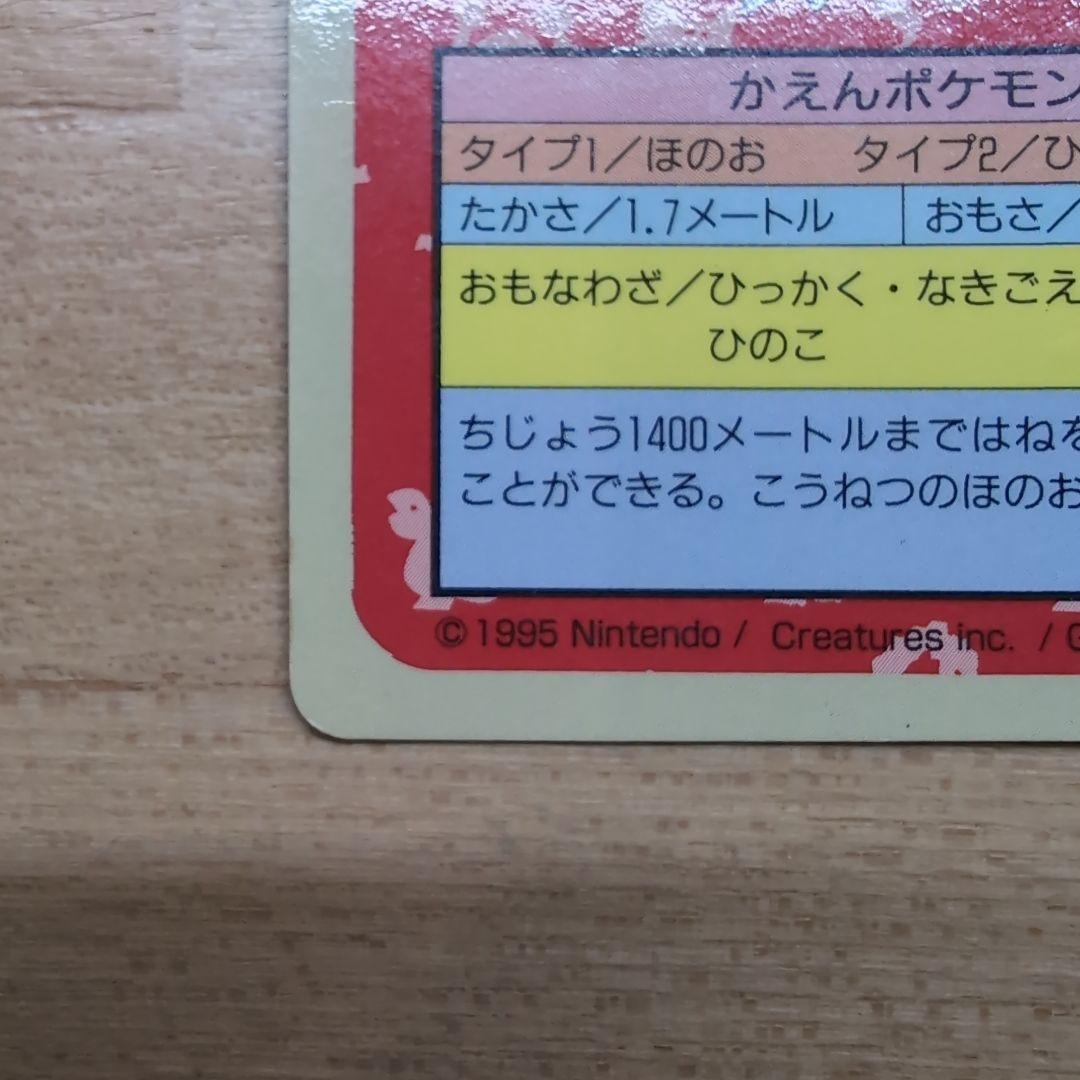 かえんポケモン
タイプ1/ほのお タイプ2/ひ
たかさ/1.7メートル おもさ/
おもなわざ/ひっかく・なきごえ
ひのこ
ちじょう1400メートルまではねを
ことができる。こうねつのほのお
©1995 Nintendo / Creatures inc. / G